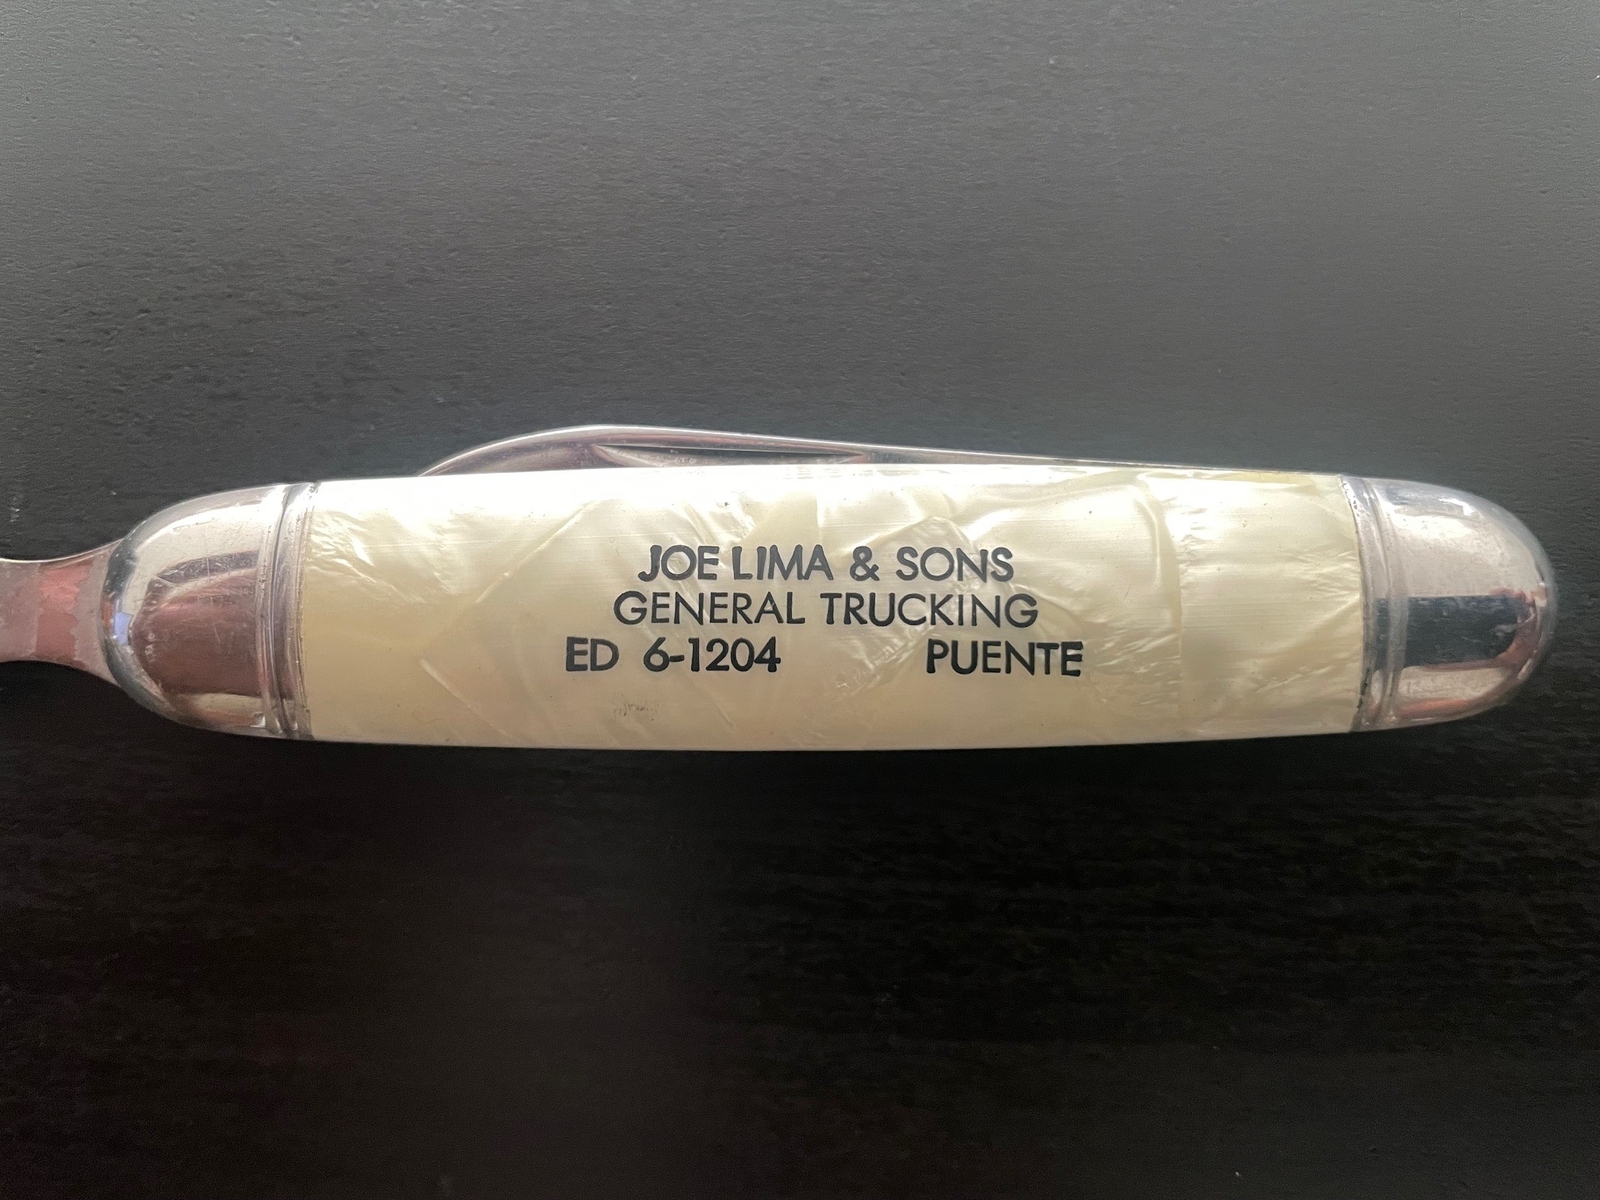 JOE LIMA & SONS
GENERAL TRUCKING
ED 6-1204 PUENTE